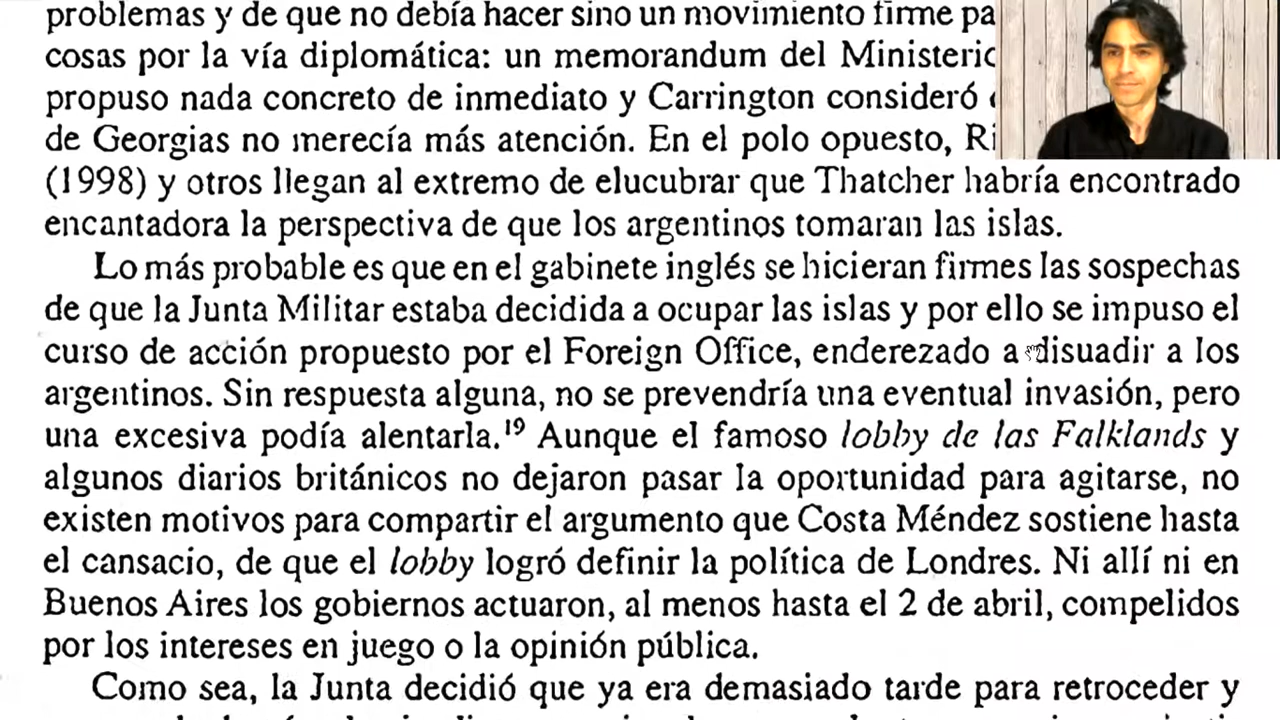 problemas y de que no debía hacer sino un movimiento firme pa
cosas por la vía diplomática: un memorandum del Ministeric
propuso nada concreto de inmediato y Carrington consideró
de Georgias no merecía más atención. En el polo opuesto, Ri
(1998) y otros llegan al extremo de elucubrar que Thatcher habría encontrado
encantadora la perspectiva de que los argentinos tomaran las islas.
Lo más probable es que en el gabinete inglés se hicieran firmes las sospechas
de que la Junta Militar estaba decidida a ocupar las islas y por ello se impuso el
curso de acción propuesto por el Foreign Office, enderezado a disuadir a los
argentinos. Sin respuesta alguna, no se prevendría una eventual invasión, pero
una excesiva podía alentarla.¹⁹ Aunque el famoso lobby de las Falklands y
algunos diarios británicos no dejaron pasar la oportunidad para agitarse, no
existen motivos para compartir el argumento que Costa Méndez sostiene hasta
el cansacio, de que el lobby logró definir la política de Londres. Ni allí ni en
Buenos Aires los gobiernos actuaron, al menos hasta el 2 de abril, compelidos
por los intereses en juego o la opinión pública.
Como sea, la Junta decidió que ya era demasiado tarde para retroceder y